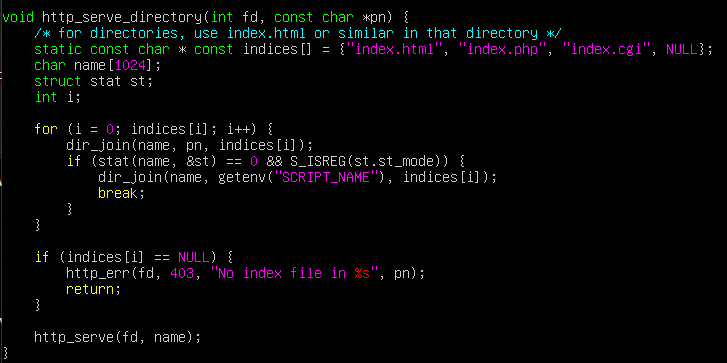 void http_serve_directory(int fd, const char *pn) {
    /* for directories, use index.html or similar in that directory */
    static const char * const indices[] = {"index.html", "index.php", "index.cgi", NULL};
    char name[1024];
    struct stat st;
    int i;

    for (i = 0; indices[i]; i++) {
        dir_join(name, pn, indices[i]);
        if (stat(name, &st) == 0 && S_ISREG(st.st_mode)) {
            dir_join(name, getenv("SCRIPT_NAME"), indices[i]);
            break;
        }
    }

    if (indices[i] == NULL) {
        http_err(fd, 403, "No index file in %s", pn);
        return;
    }

    http_serve(fd, name);
}